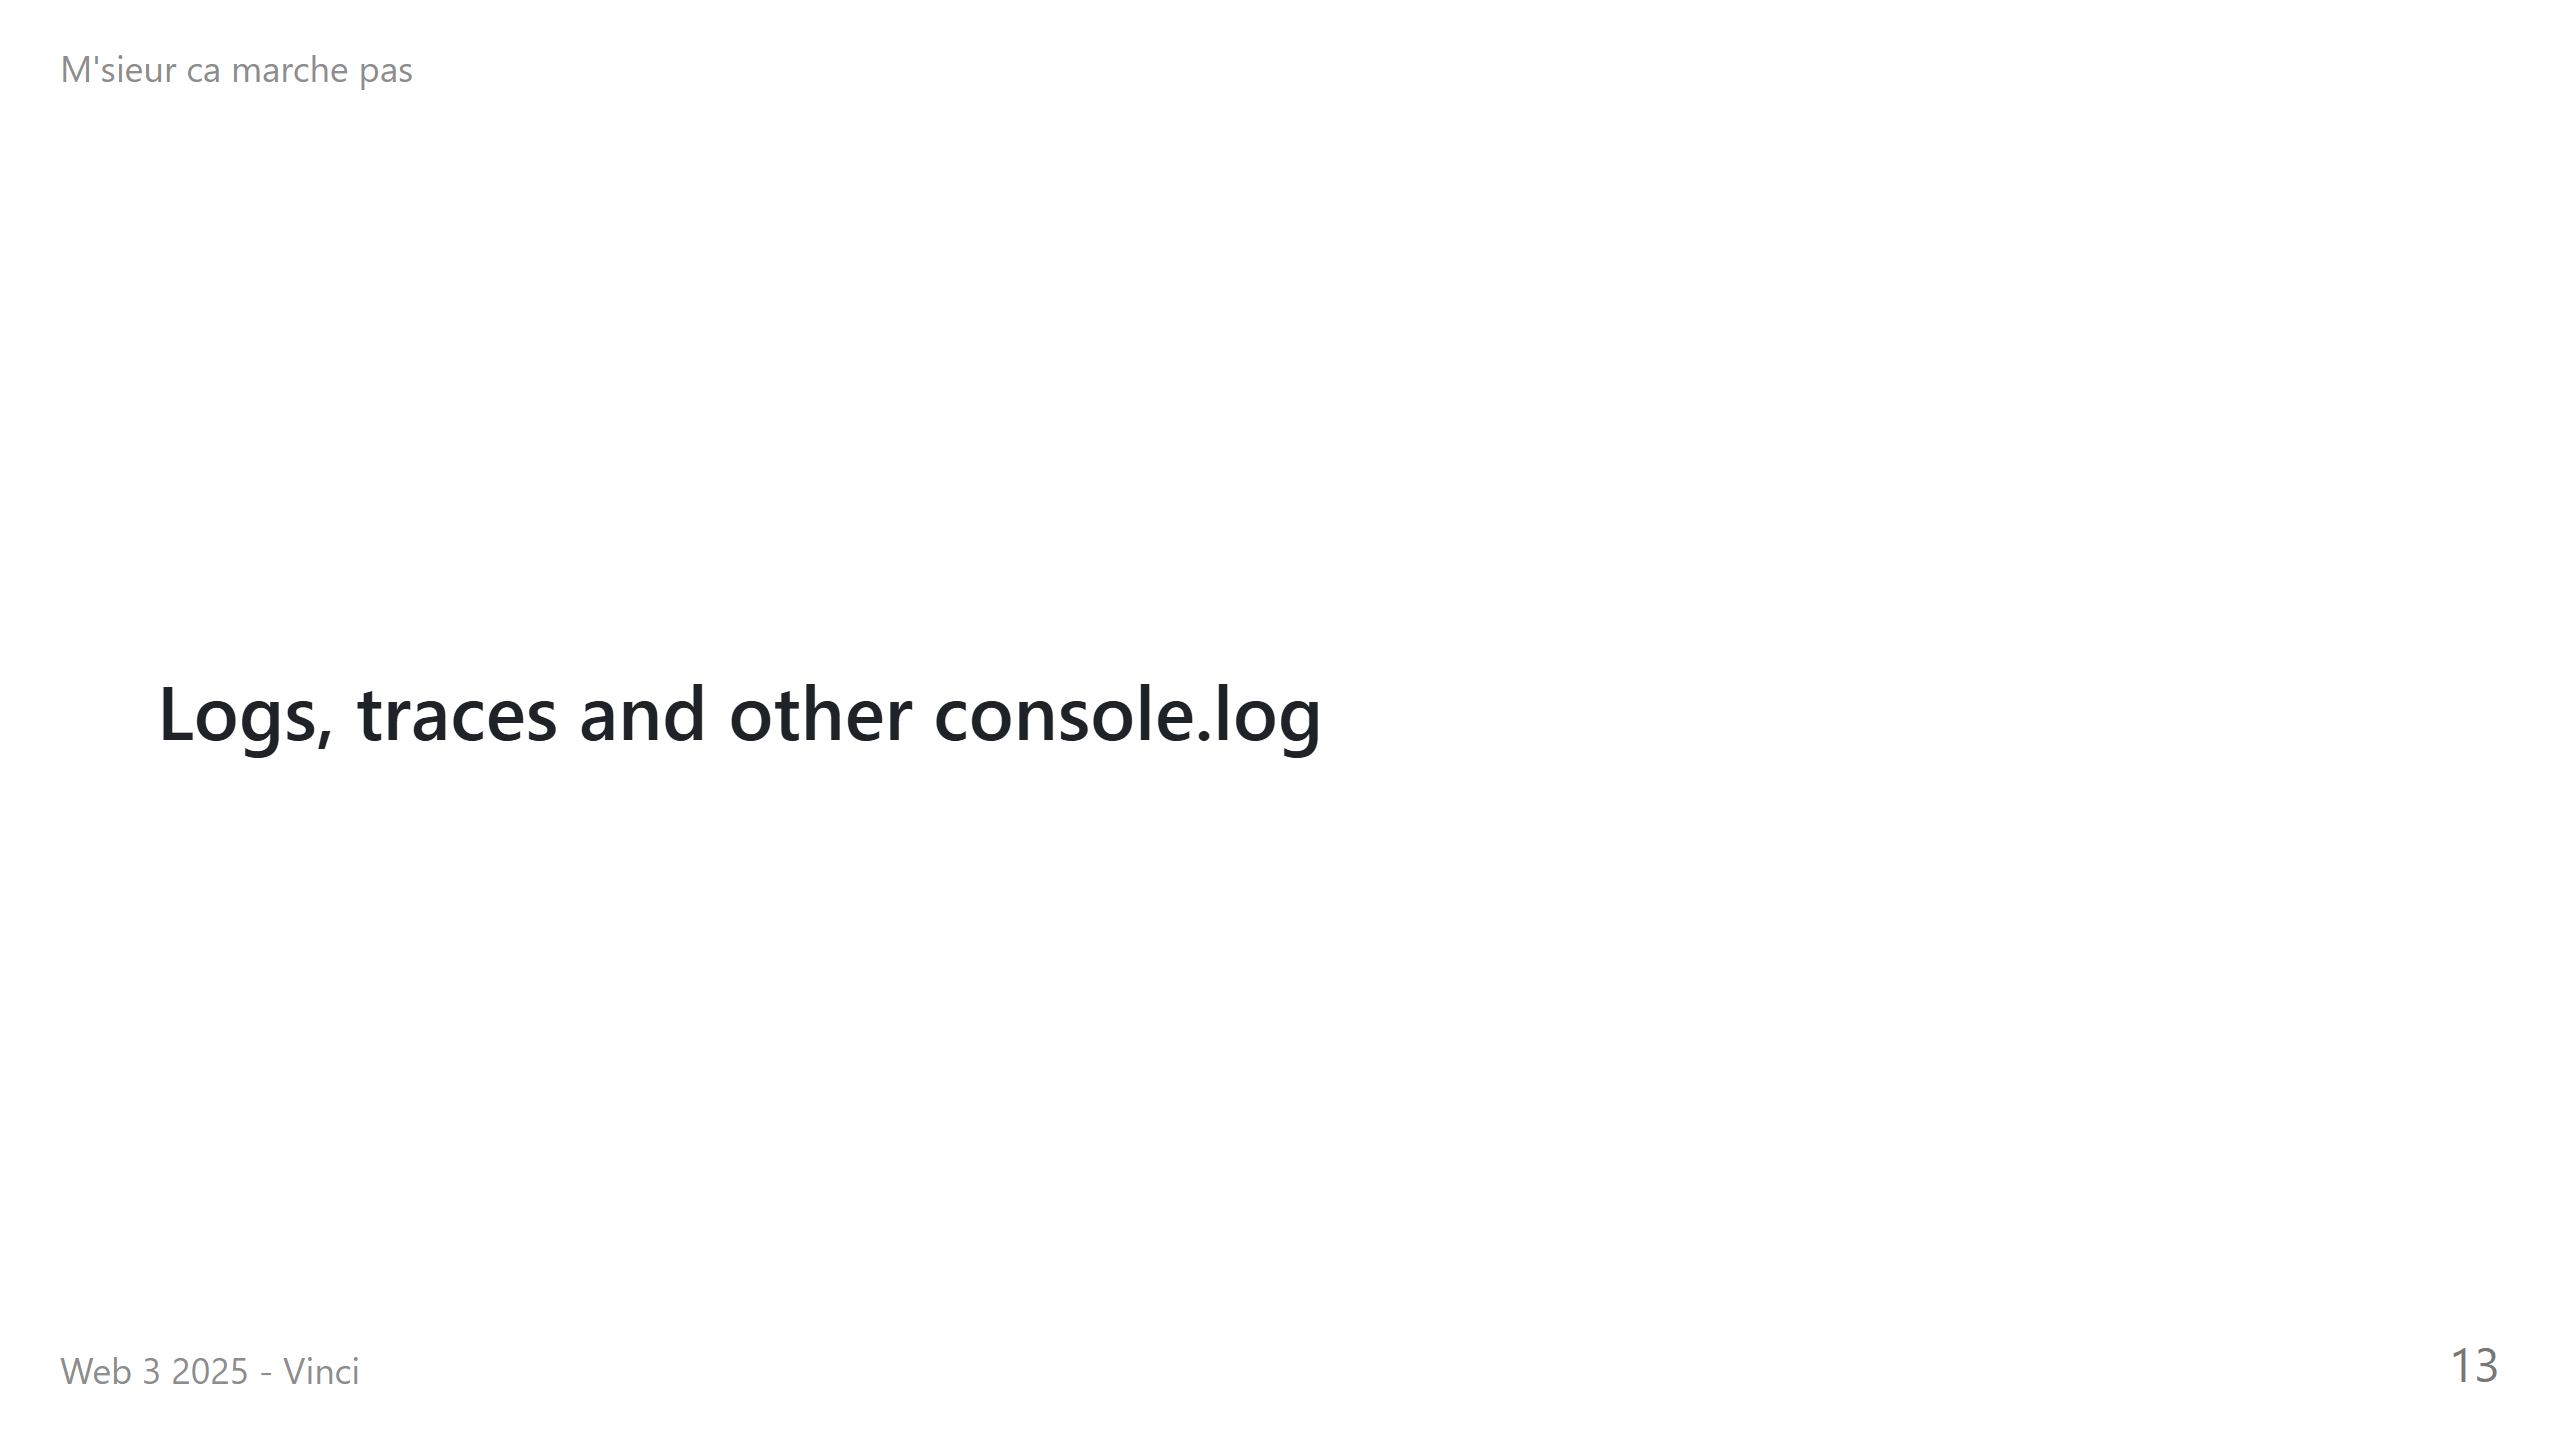 M'sieur ca marche pas
Logs, traces and other console.log
Web 3 2025 - Vinci
13